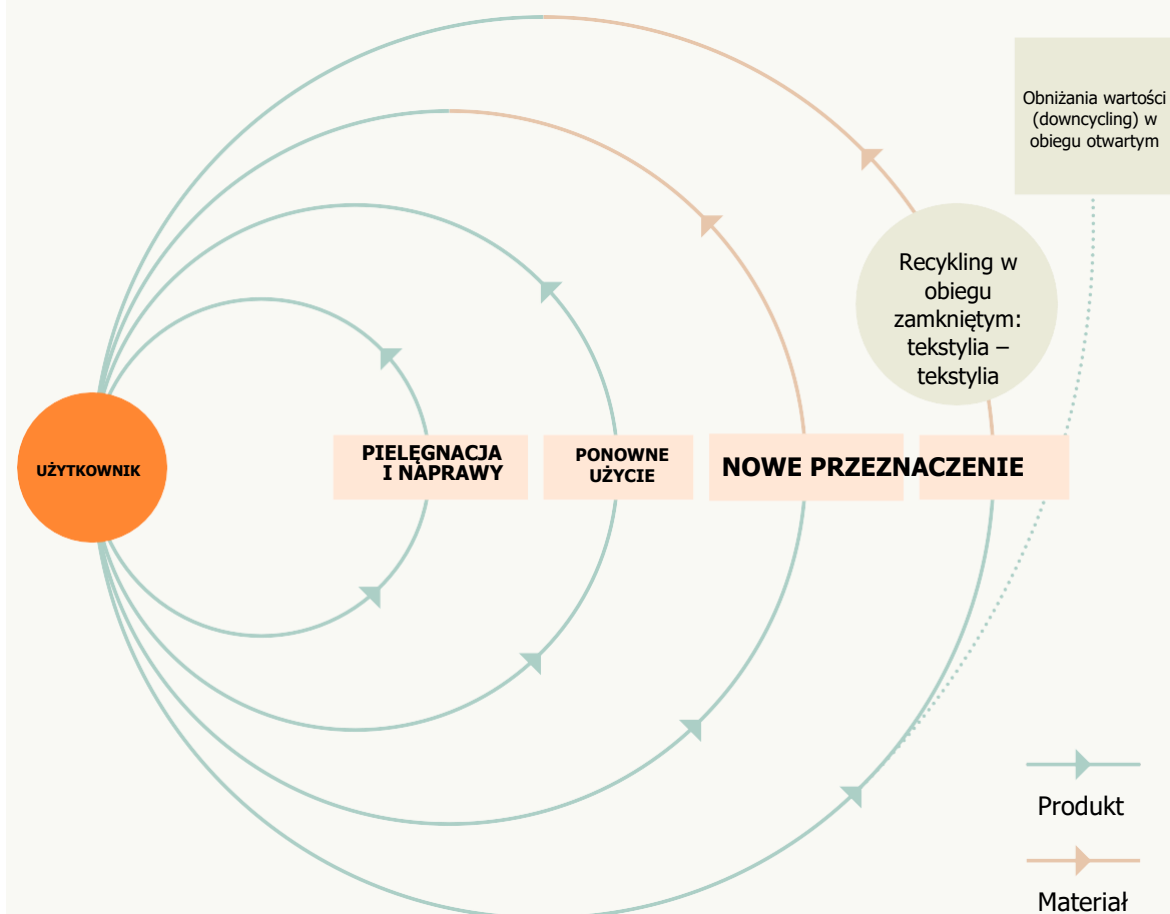 Obniżania wartości
(downcycling) w
obiegu otwartym
Recykling w
obiegu
zamkniętym:
tekstylia –
tekstylia
UŻYTKOWNIK
PIELĘGNACJA
I NAPRAWY
PONOWNE
UŻYCIE
NOWE PRZEZNACZENIE
Produkt
Materiał